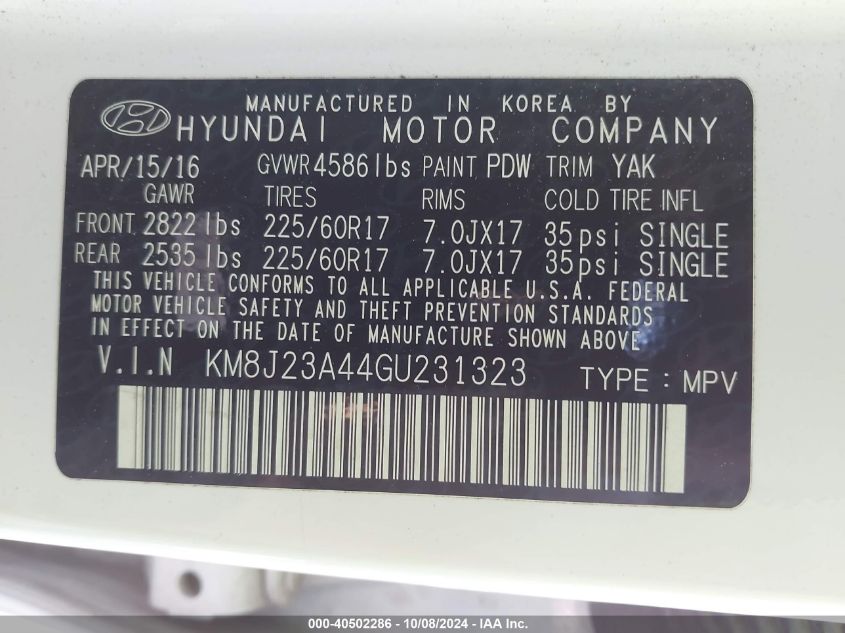 MANUFACTURED IN KOREA BY
HYUNDAI MOTOR COMPANY
APR/15/16 GVWR 4586 lbs PAINT PDW TRIM YAK
GAWR TIRES RIMS COLD TIRE INFL
FRONT 2822 lbs 225/60R17 7.0JX17 35psi SINGLE
REAR 2535 lbs 225/60R17 7.0JX17 35psi SINGLE
THIS VEHICLE CONFORMS TO ALL APPLICABLE U.S.A. FEDERAL
MOTOR VEHICLE SAFETY AND THEFT PREVENTION STANDARDS
IN EFFECT ON THE DATE OF MANUFACTURE SHOWN ABOVE
V.I.N KM8J23A44GU231323 TYPE : MPV
000-40502286 - 10/08/2024 - IAA Inc.